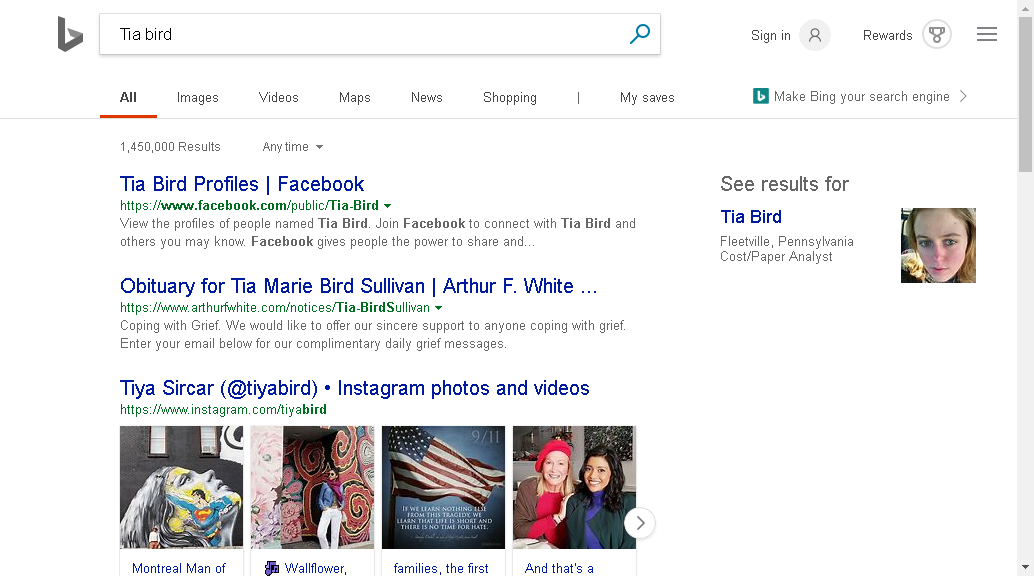 Tia bird
Sign in
Rewards
All
Images
Videos
Maps
News
Shopping
|
My saves
Make Bing your search engine
1,450,000 Results
Any time
Tia Bird Profiles | Facebook
https://www.facebook.com/public/Tia-Bird
View the profiles of people named Tia Bird. Join Facebook to connect with Tia Bird and
others you may know. Facebook gives people the power to share and...
Obituary for Tia Marie Bird Sullivan | Arthur F. White ...
https://www.arthurfwhite.com/notices/Tia-BirdSullivan
Coping with Grief. We would like to offer our sincere support to anyone coping with grief.
Enter your email below for our complimentary daily grief messages.
Tiya Sircar (@tiyabird) • Instagram photos and videos
https://www.instagram.com/tiyabird
9/11
IF WE LEARN NOTHING ELSE
FROM THIS TRAGEDY, WE
LEARN THAT LIFE IS SHORT AND
THERE IS NO TIME FOR HATE.
Montreal Man of
Wallflower,
families, the first
And that's a
See results for
Tia Bird
Fleetville, Pennsylvania
Cost/Paper Analyst